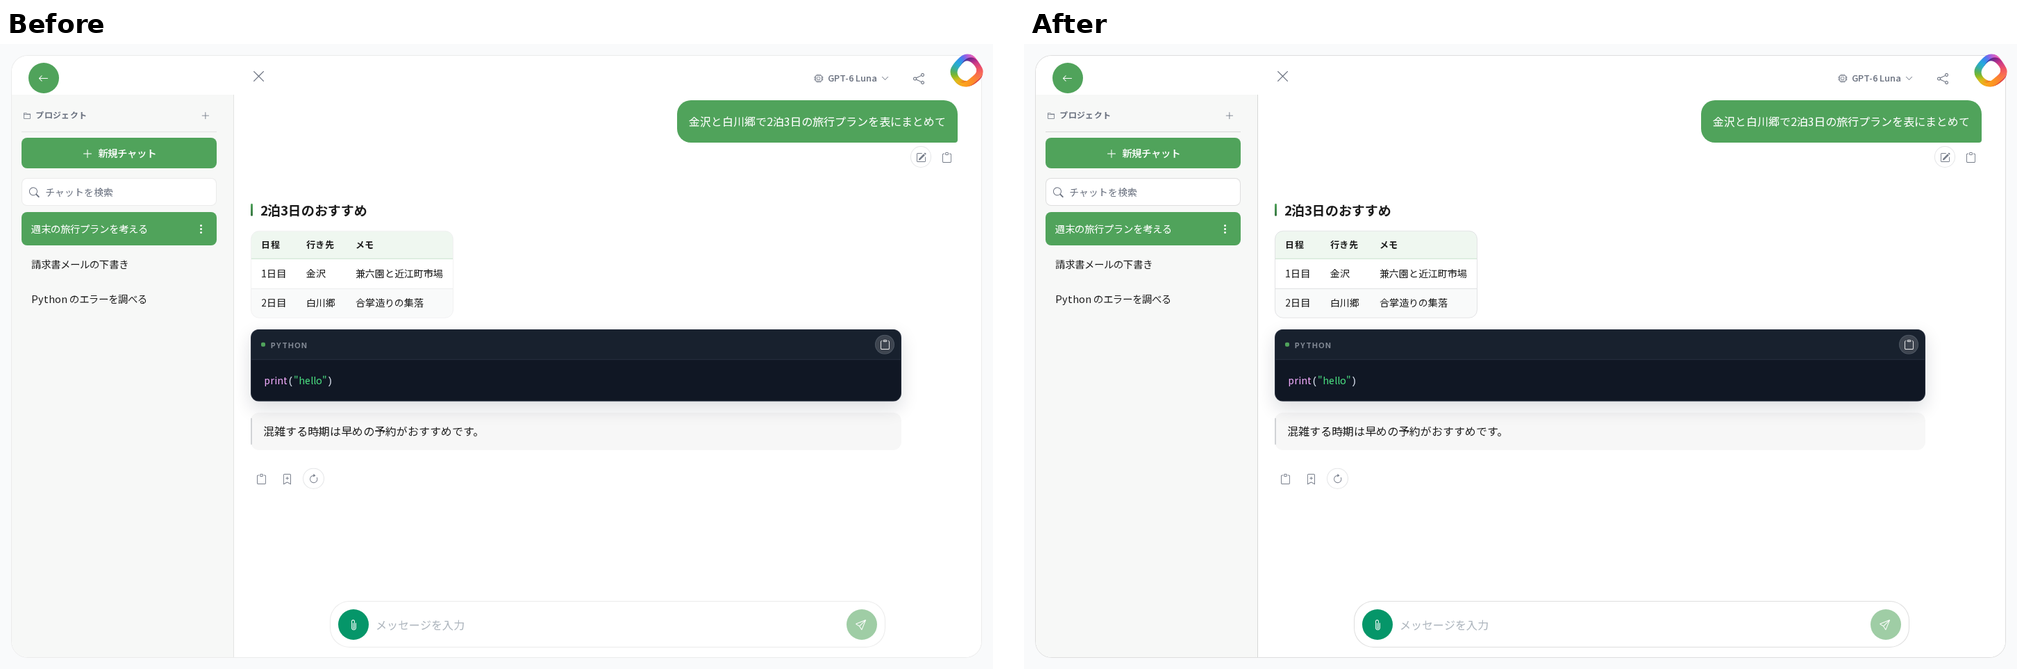 Before
GPT-6 Luna
プロジェクト
新規チャット
チャットを検索
週末の旅行プランを考える
請求書メールの下書き
Python のエラーを調べる
金沢と白川郷で2泊3日の旅行プランを表にまとめて
2泊3日のおすすめ
日程 行き先 メモ
1日目 金沢 兼六園と近江町市場
2日目 白川郷 合掌造りの集落
PYTHON
print("hello")
混雑する時期は早めの予約がおすすめです。
メッセージを入力
After
GPT-6 Luna
プロジェクト
新規チャット
チャットを検索
週末の旅行プランを考える
請求書メールの下書き
Python のエラーを調べる
金沢と白川郷で2泊3日の旅行プランを表にまとめて
2泊3日のおすすめ
日程 行き先 メモ
1日目 金沢 兼六園と近江町市場
2日目 白川郷 合掌造りの集落
PYTHON
print("hello")
混雑する時期は早めの予約がおすすめです。
メッセージを入力